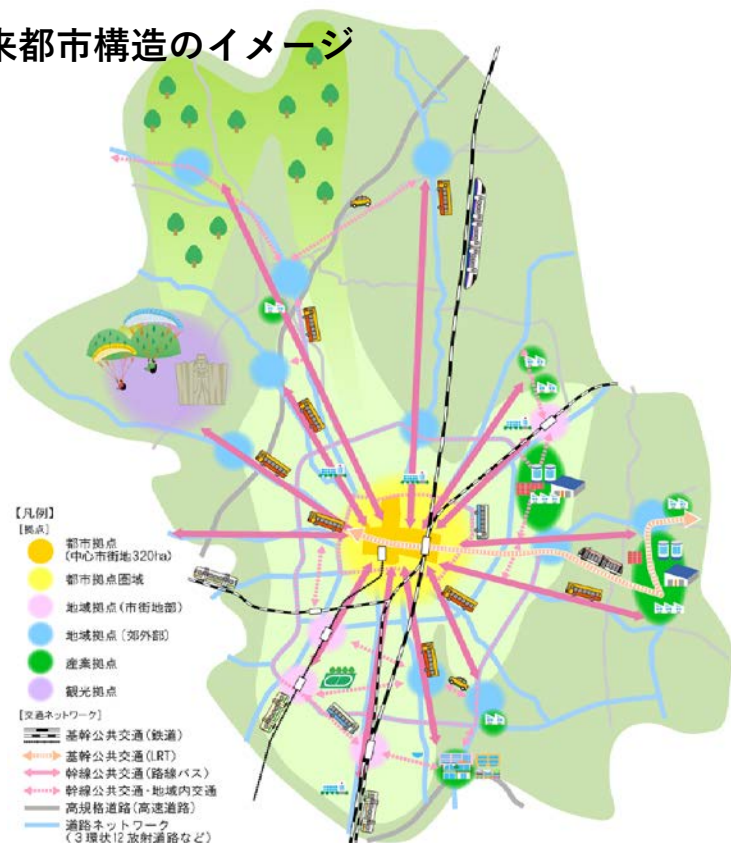 来都市構造のイメージ
【凡例】
[拠点]
都市拠点
(中心市街地320ha)
都市拠点圏域
地域拠点(市街地部)
地域拠点(郊外部)
産業拠点
観光拠点
[交通ネットワーク]
基幹公共交通(鉄道)
基幹公共交通(LRT)
幹線公共交通(路線バス)
幹線公共交通・地域内交通
高規格道路(高速道路)
道路ネットワーク
(3環状12放射道路など)